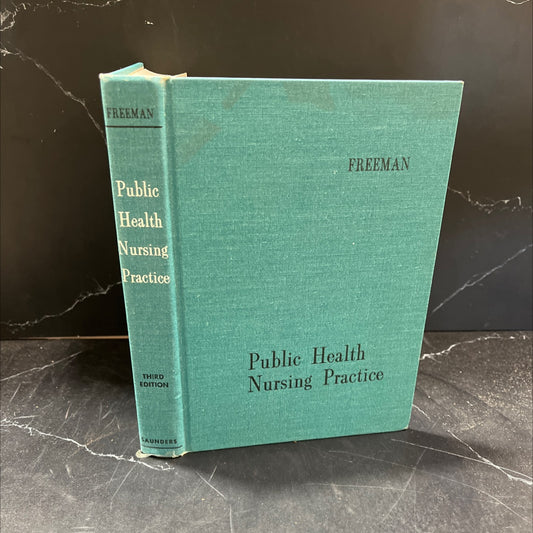 FREEMAN
Public
Health
Nursing
Practice
THIRD
EDITION
SAUNDERS
FREEMAN
Public Health
Nursing Practice